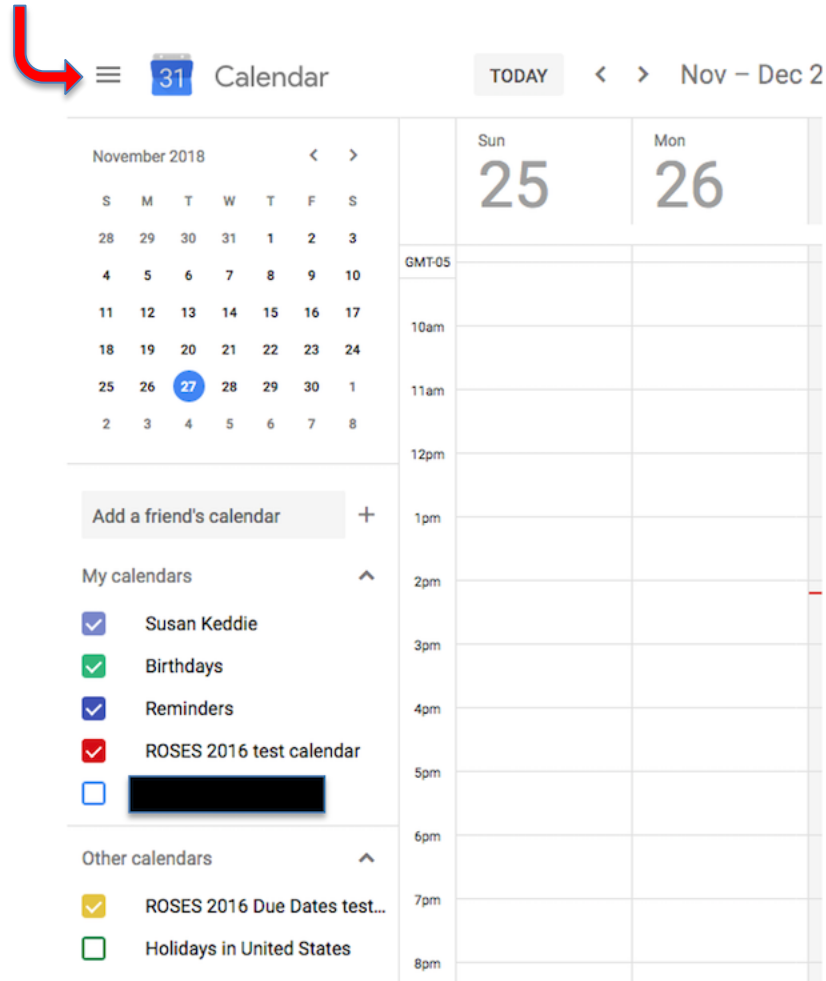 31 Calendar TODAY < > Nov – Dec 2
November 2018 < >
S M T W T F S
28 29 30 31 1 2 3
4 5 6 7 8 9 10
11 12 13 14 15 16 17
18 19 20 21 22 23 24
25 26 27 28 29 30 1
2 3 4 5 6 7 8
Add a friend's calendar +
My calendars
Susan Keddie
Birthdays
Reminders
ROSES 2016 test calendar
Other calendars
ROSES 2016 Due Dates test...
Holidays in United States
Sun Mon
25 26
GMT-05
10am
11am
12pm
1pm
2pm
3pm
4pm
5pm
6pm
7pm
8pm